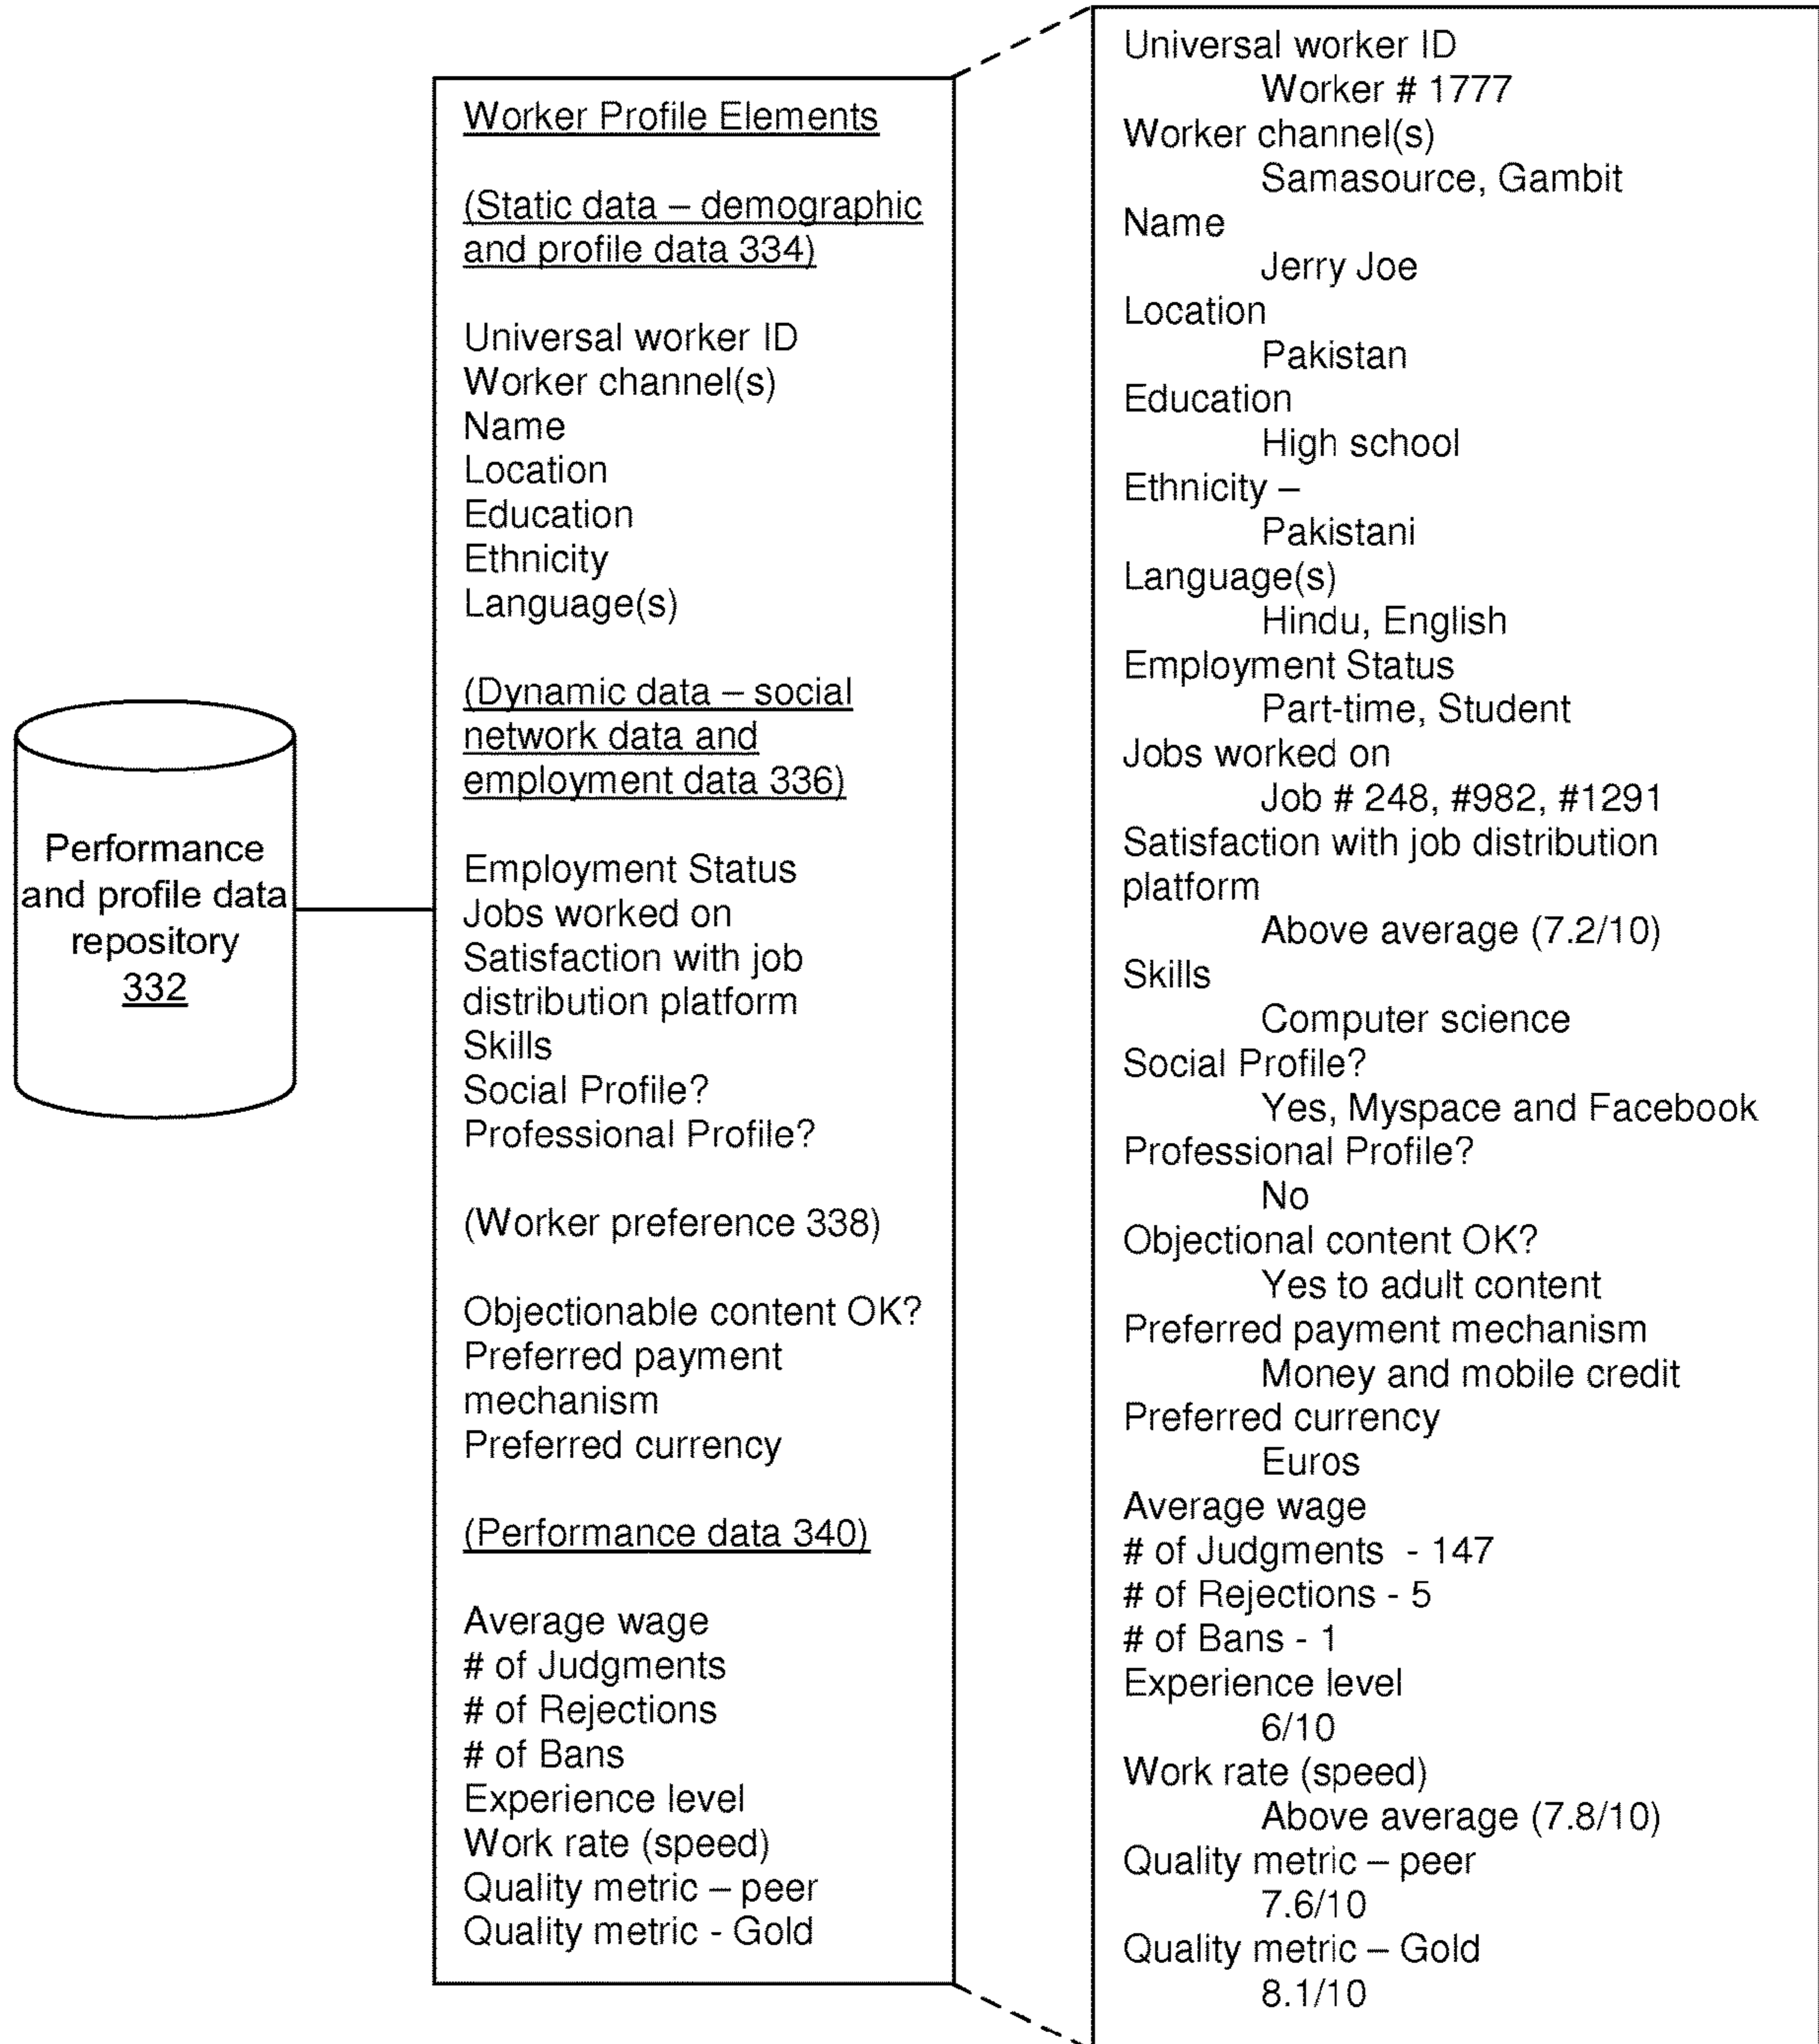 Performance
and profile data
repository
332
Worker Profile Elements
(Static data – demographic
and profile data 334)
Universal worker ID
Worker channel(s)
Name
Location
Education
Ethnicity
Language(s)
(Dynamic data – social
network data and
employment data 336)
Employment Status
Jobs worked on
Satisfaction with job
distribution platform
Skills
Social Profile?
Professional Profile?
(Worker preference 338)
Objectionable content OK?
Preferred payment
mechanism
Preferred currency
(Performance data 340)
Average wage
# of Judgments
# of Rejections
# of Bans
Experience level
Work rate (speed)
Quality metric – peer
Quality metric - Gold
Universal worker ID
Worker # 1777
Worker channel(s)
Samasource, Gambit
Name
Jerry Joe
Location
Pakistan
Education
High school
Ethnicity –
Pakistani
Language(s)
Hindu, English
Employment Status
Part-time, Student
Jobs worked on
Job # 248, #982, #1291
Satisfaction with job distribution
platform
Above average (7.2/10)
Skills
Computer science
Social Profile?
Yes, Myspace and Facebook
Professional Profile?
No
Objectional content OK?
Yes to adult content
Preferred payment mechanism
Money and mobile credit
Preferred currency
Euros
Average wage
# of Judgments - 147
# of Rejections - 5
# of Bans - 1
Experience level
6/10
Work rate (speed)
Above average (7.8/10)
Quality metric – peer
7.6/10
Quality metric – Gold
8.1/10